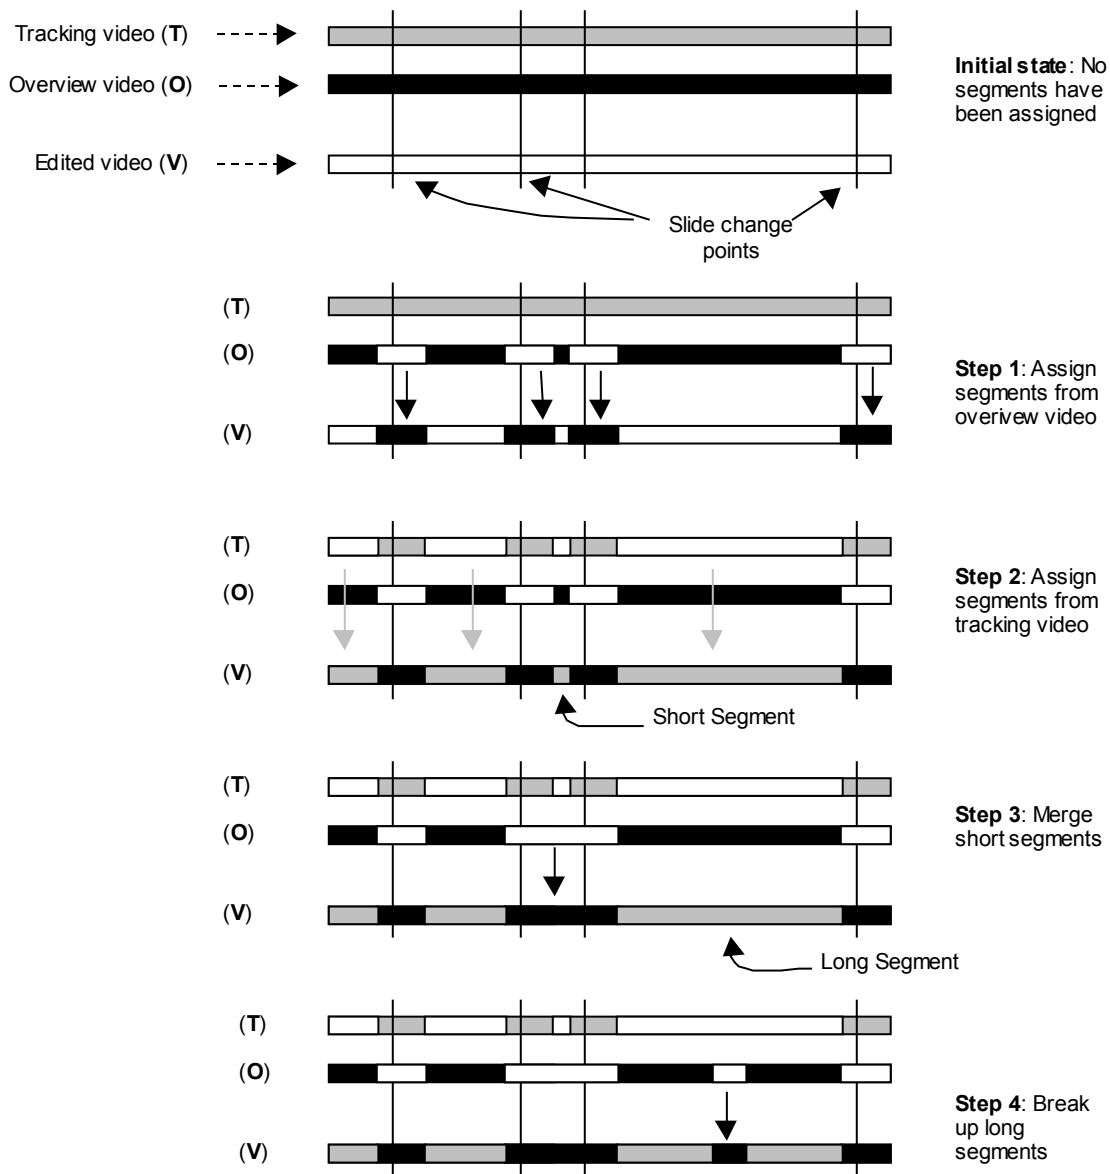 Tracking video (T)
Overview video (O)
Edited video (V)
Initial state: No
segments have
been assigned
Slide change
points
(T)
(O)
(V)
Step 1: Assign
segments from
overivew video
(T)
(O)
(V)
Step 2: Assign
segments from
tracking video
Short Segment
(T)
(O)
(V)
Step 3: Merge
short segments
Long Segment
(T)
(O)
(V)
Step 4: Break
up long
segments